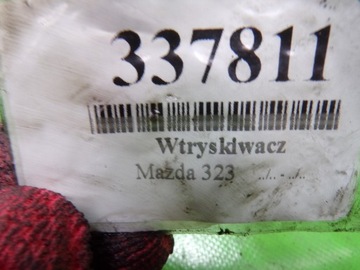 337811
Wtryskiwacz
Mazda 323 ../.. - ../..